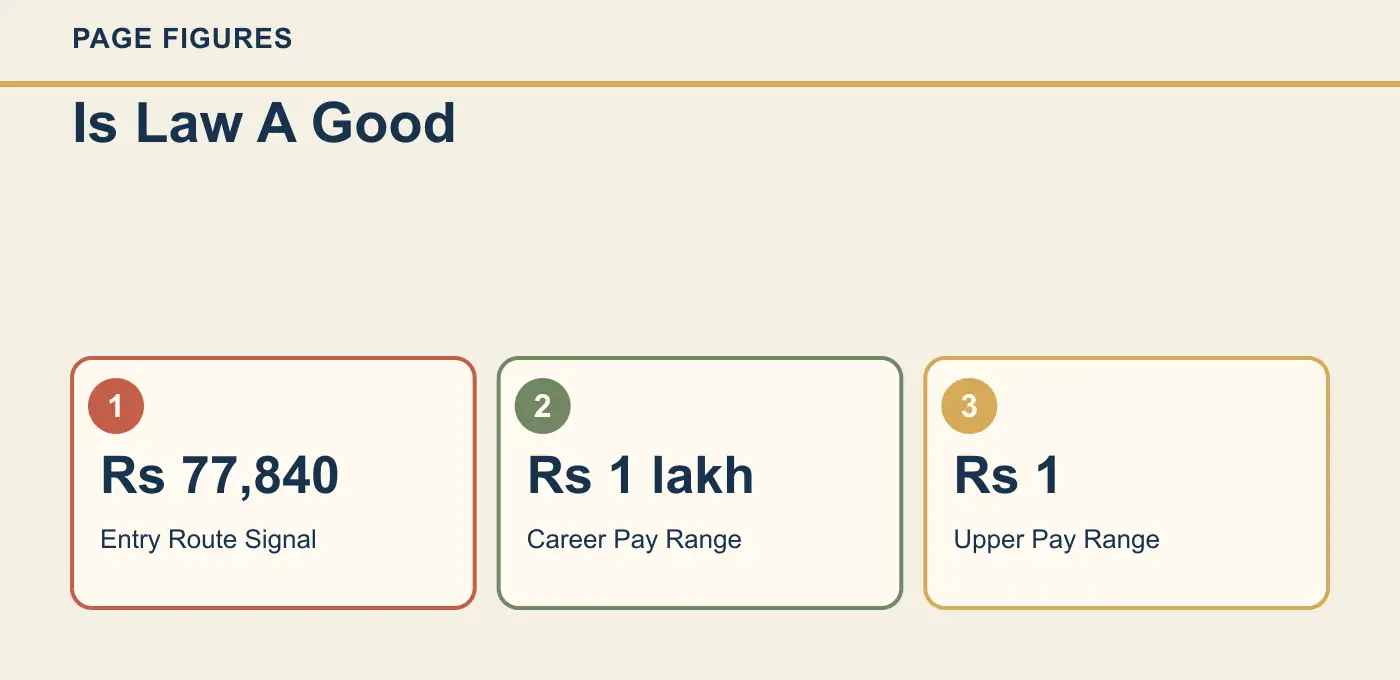 PAGE FIGURES
Is Law A Good
1
Rs 77,840
Entry Route Signal
2
Rs 1 lakh
Career Pay Range
3
Rs 1
Upper Pay Range